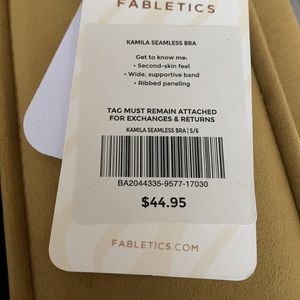 FABLETICS
KAMILA SEAMLESS BRA
Get to know me:
• Second-skin feel
• Wide, supportive band
• Ribbed paneling
TAG MUST REMAIN ATTACHED
FOR EXCHANGES & RETURNS
KAMILA SEAMLESS BRA | S/6
BA2044335-9577-17030
$44.95
FABLETICS.COM